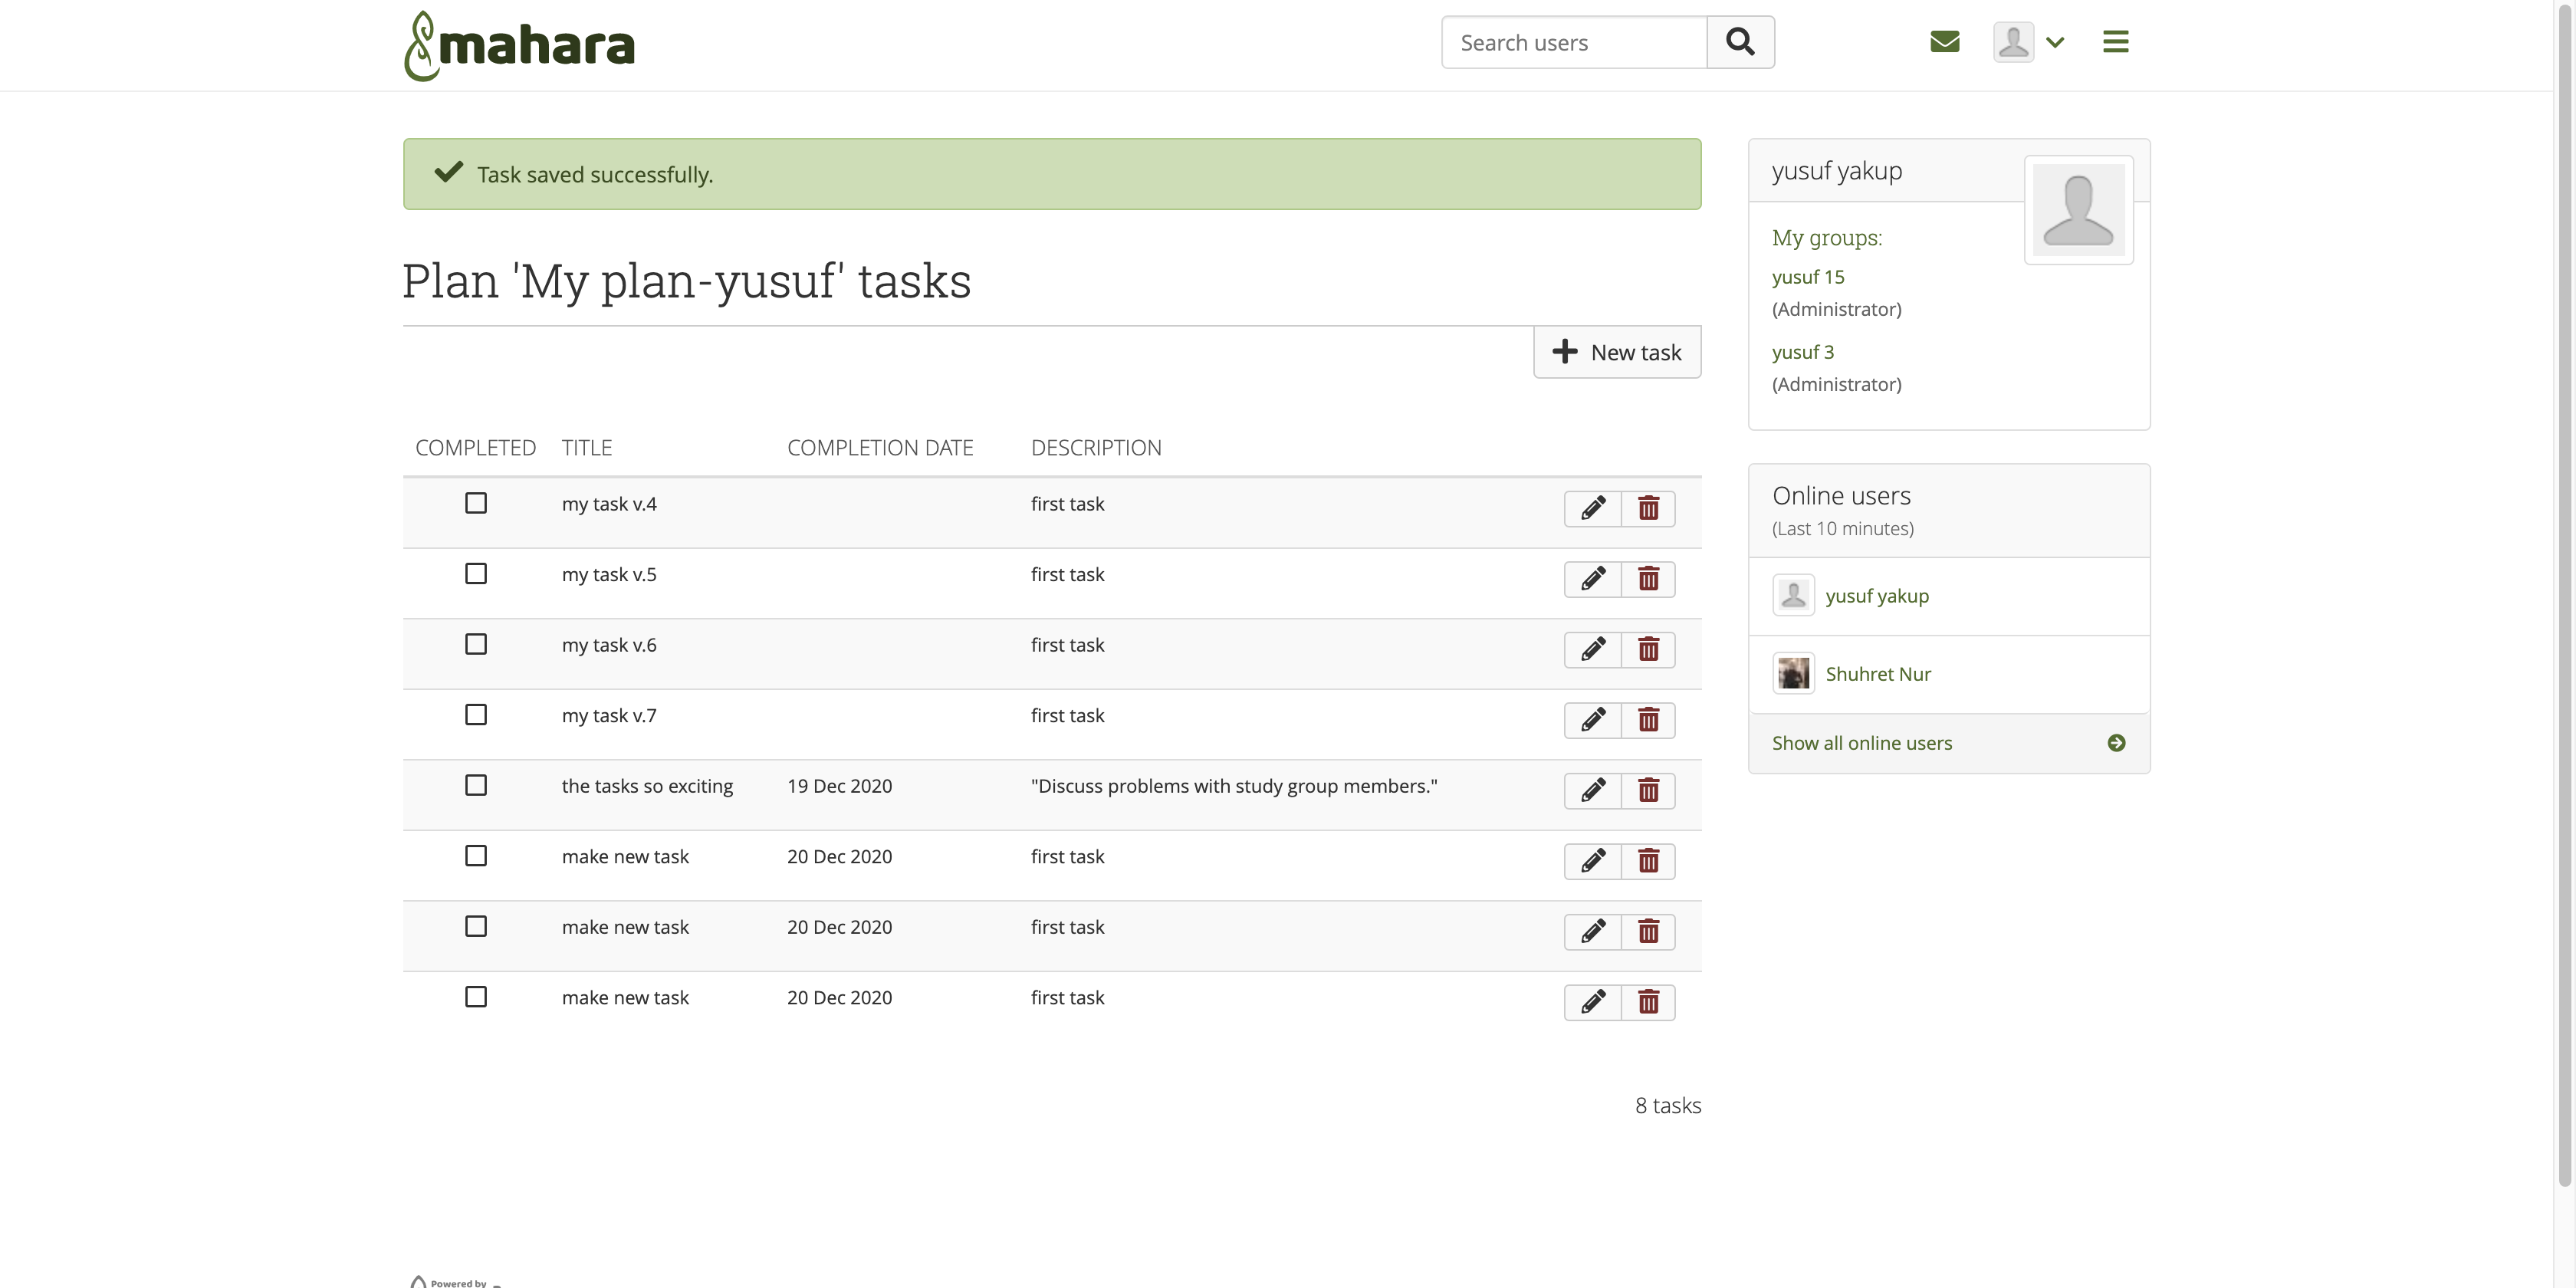 mahara
Search users
Task saved successfully.
Plan 'My plan-yusuf' tasks
New task
COMPLETED TITLE COMPLETION DATE DESCRIPTION
my task v.4 first task
my task v.5 first task
my task v.6 first task
my task v.7 first task
the tasks so exciting 19 Dec 2020 "Discuss problems with study group members."
make new task 20 Dec 2020 first task
make new task 20 Dec 2020 first task
make new task 20 Dec 2020 first task
8 tasks
yusuf yakup
My groups:
yusuf 15
(Administrator)
yusuf 3
(Administrator)
Online users
(Last 10 minutes)
yusuf yakup
Shuhret Nur
Show all online users
Powered by